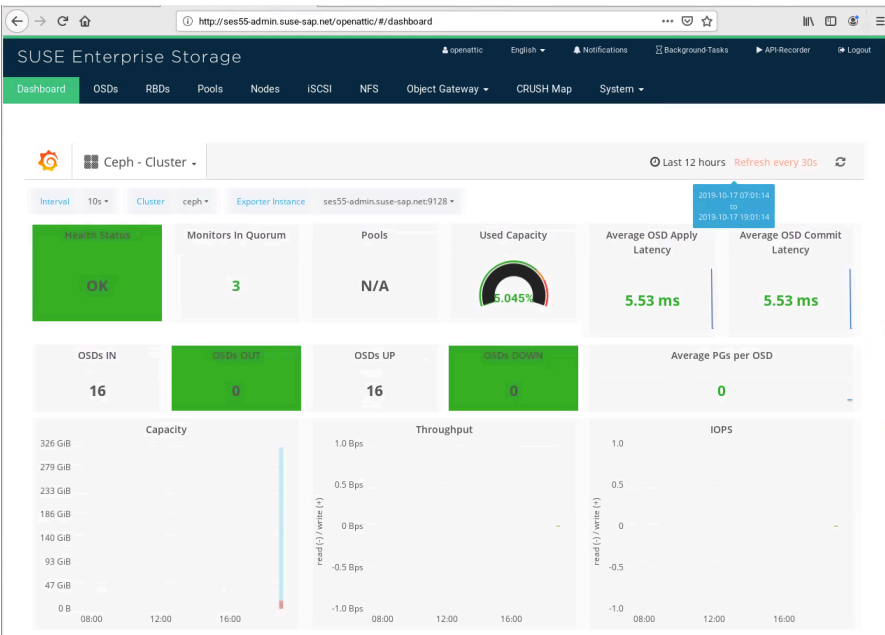 http://ses55-admin.suse-sap.net/openattic/#/dashboard
SUSE Enterprise Storage
openattic English Notifications Background-Tasks API-Recorder Logout
Dashboard OSDs RBDs Pools Nodes iSCSI NFS Object Gateway CRUSH Map System
Ceph - Cluster
Last 12 hours Refresh every 30s
2019-10-17 07:01:14
to
2019-10-17 19:01:14
Interval 10s Cluster ceph Exporter Instance ses55-admin.suse-sap.net:9128
Health Status
OK
Monitors In Quorum
3
Pools
N/A
Used Capacity
5.045%
Average OSD Apply
Latency
5.53 ms
Average OSD Commit
Latency
5.53 ms
OSDs IN
16
OSDs OUT
0
OSDs UP
16
OSDs DOWN
0
Average PGs per OSD
0
Capacity
326 GiB
279 GiB
233 GiB
186 GiB
140 GiB
93 GiB
47 GiB
0 B
08:00 12:00 16:00
Throughput
read (-) / write (+)
1.0 Bps
0.5 Bps
0 Bps
-0.5 Bps
-1.0 Bps
08:00 12:00 16:00
IOPS
read (-) / write (+)
1.0
0.5
0
-0.5
-1.0
08:00 12:00 16:00